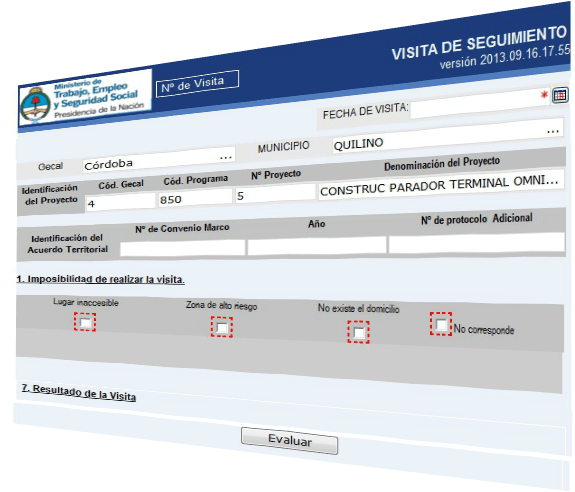 VISITA DE SEGUIMIENTO
versión 2013.09.16.17.55
Ministerio de
Trabajo, Empleo
y Seguridad Social
Presidencia de la Nación
Nº de Visita
FECHA DE VISITA:
*
Gecal
Córdoba
...
MUNICIPIO
QUILINO
...
Identificación
del Proyecto
Cód. Gecal
Cód. Programa
Nº Proyecto
Denominación del Proyecto
4
850
5
CONSTRUC PARADOR TERMINAL OMNI...
Identificación del
Acuerdo Territorial
Nº de Convenio Marco
Año
Nº de protocolo Adicional
1. Imposibilidad de realizar la visita.
Lugar inaccesible
Zona de alto riesgo
No existe el domicilio
No corresponde
7. Resultado de la Visita
Evaluar